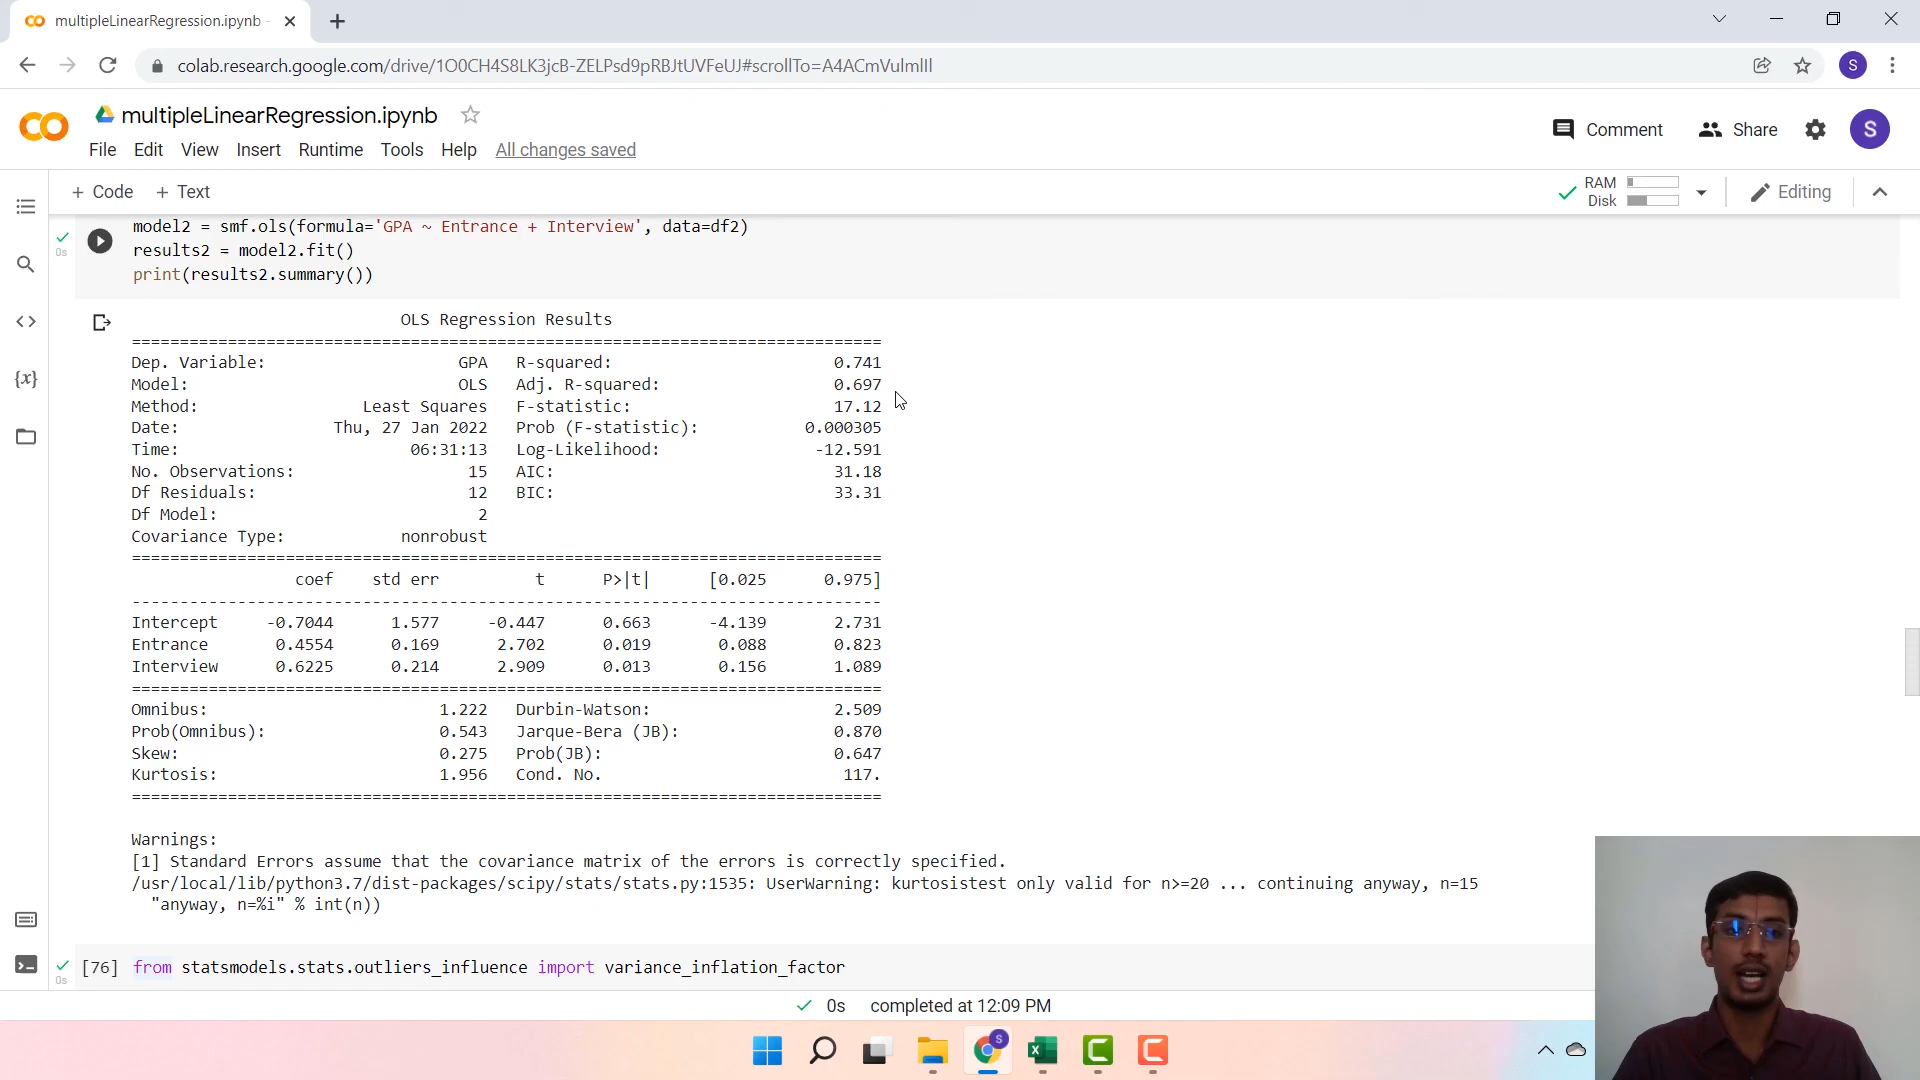 multipleLinearRegression.ipynb -
colab.research.google.com/drive/1O0CH4S8LK3jcB-ZELPsd9pRBJtUVFeUJ#scrollTo=A4ACmVulmlIl
S
multipleLinearRegression.ipynb
Comment
Share
S
File Edit View Insert Runtime Tools Help All changes saved
+ Code + Text
RAM
Disk
Editing
0s
model2 = smf.ols(formula='GPA ~ Entrance + Interview', data=df2)
results2 = model2.fit()
print(results2.summary())
OLS Regression Results
==============================================================================
Dep. Variable: GPA R-squared: 0.741
Model: OLS Adj. R-squared: 0.697
Method: Least Squares F-statistic: 17.12
Date: Thu, 27 Jan 2022 Prob (F-statistic): 0.000305
Time: 06:31:13 Log-Likelihood: -12.591
No. Observations: 15 AIC: 31.18
Df Residuals: 12 BIC: 33.31
Df Model: 2
Covariance Type: nonrobust
==============================================================================
coef std err t P>|t| [0.025 0.975]
------------------------------------------------------------------------------
Intercept -0.7044 1.577 -0.447 0.663 -4.139 2.731
Entrance 0.4554 0.169 2.702 0.019 0.088 0.823
Interview 0.6225 0.214 2.909 0.013 0.156 1.089
==============================================================================
Omnibus: 1.222 Durbin-Watson: 2.509
Prob(Omnibus): 0.543 Jarque-Bera (JB): 0.870
Skew: 0.275 Prob(JB): 0.647
Kurtosis: 1.956 Cond. No. 117.
==============================================================================
Warnings:
[1] Standard Errors assume that the covariance matrix of the errors is correctly specified.
/usr/local/lib/python3.7/dist-packages/scipy/stats/stats.py:1535: UserWarning: kurtosistest only valid for n>=20 ... continuing anyway, n=15
"anyway, n=%i" % int(n))
0s
[76] from statsmodels.stats.outliers_influence import variance_inflation_factor
0s completed at 12:09 PM
S